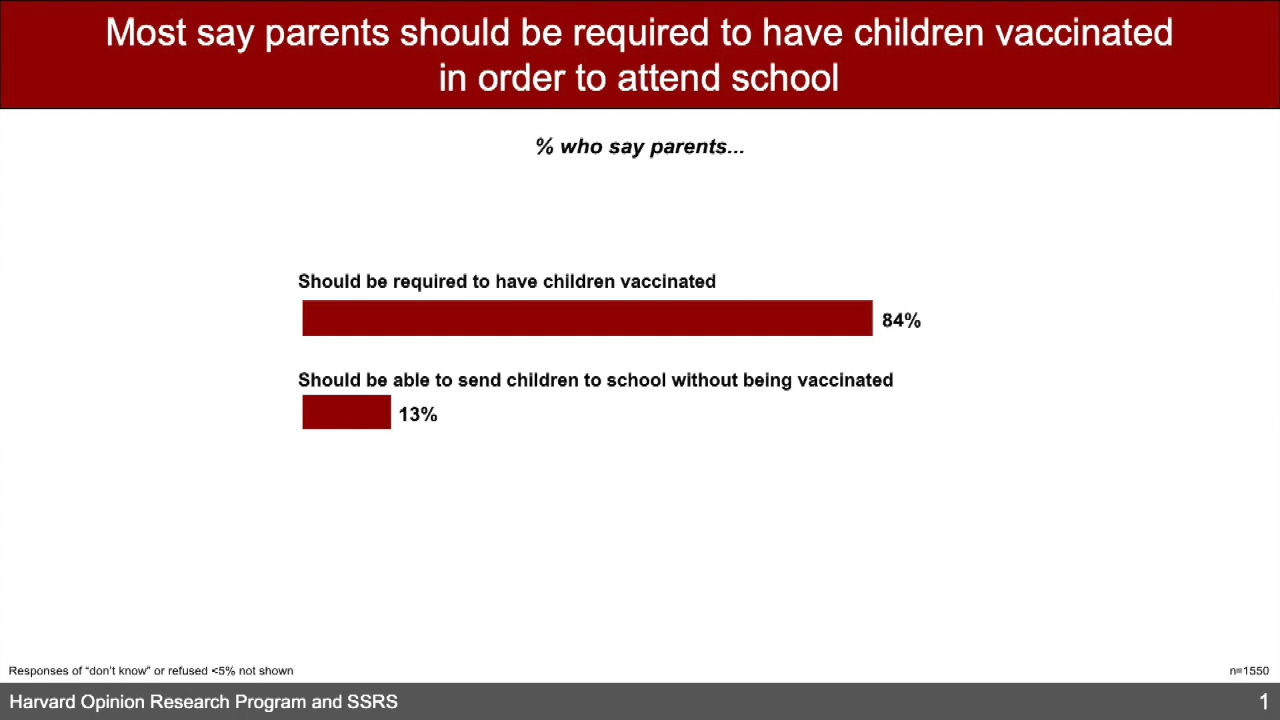 Most say parents should be required to have children vaccinated
in order to attend school
% who say parents...
Should be required to have children vaccinated
84%
Should be able to send children to school without being vaccinated
13%
Responses of “don’t know” or refused <5% not shown
n=1550
Harvard Opinion Research Program and SSRS
1